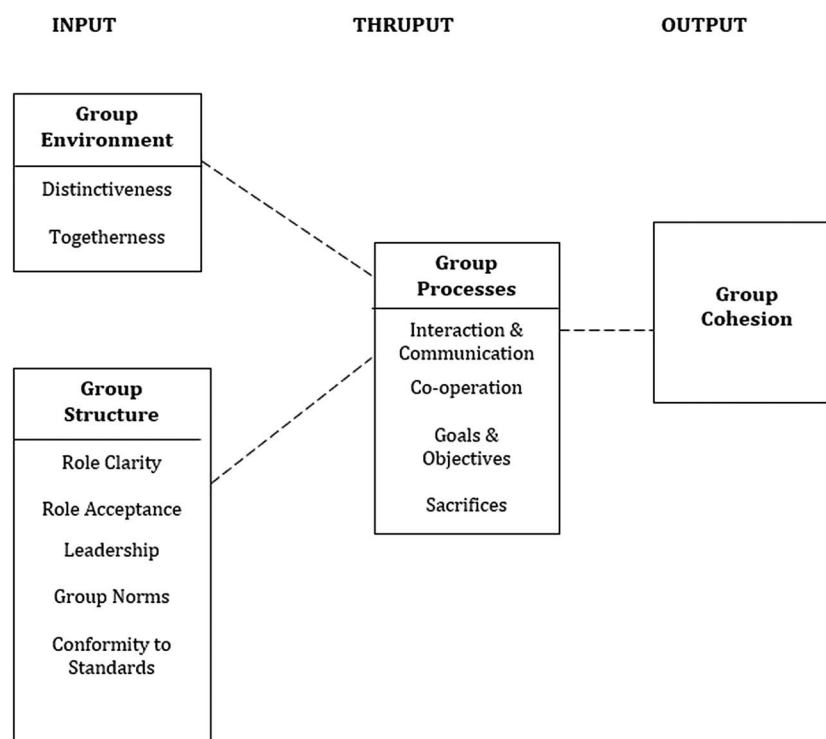 INPUT
THRUPUT
OUTPUT
Group
Environment
Distinctiveness
Togetherness
Group
Structure
Role Clarity
Role Acceptance
Leadership
Group Norms
Conformity to
Standards
Group
Processes
Interaction &
Communication
Co-operation
Goals &
Objectives
Sacrifices
Group
Cohesion